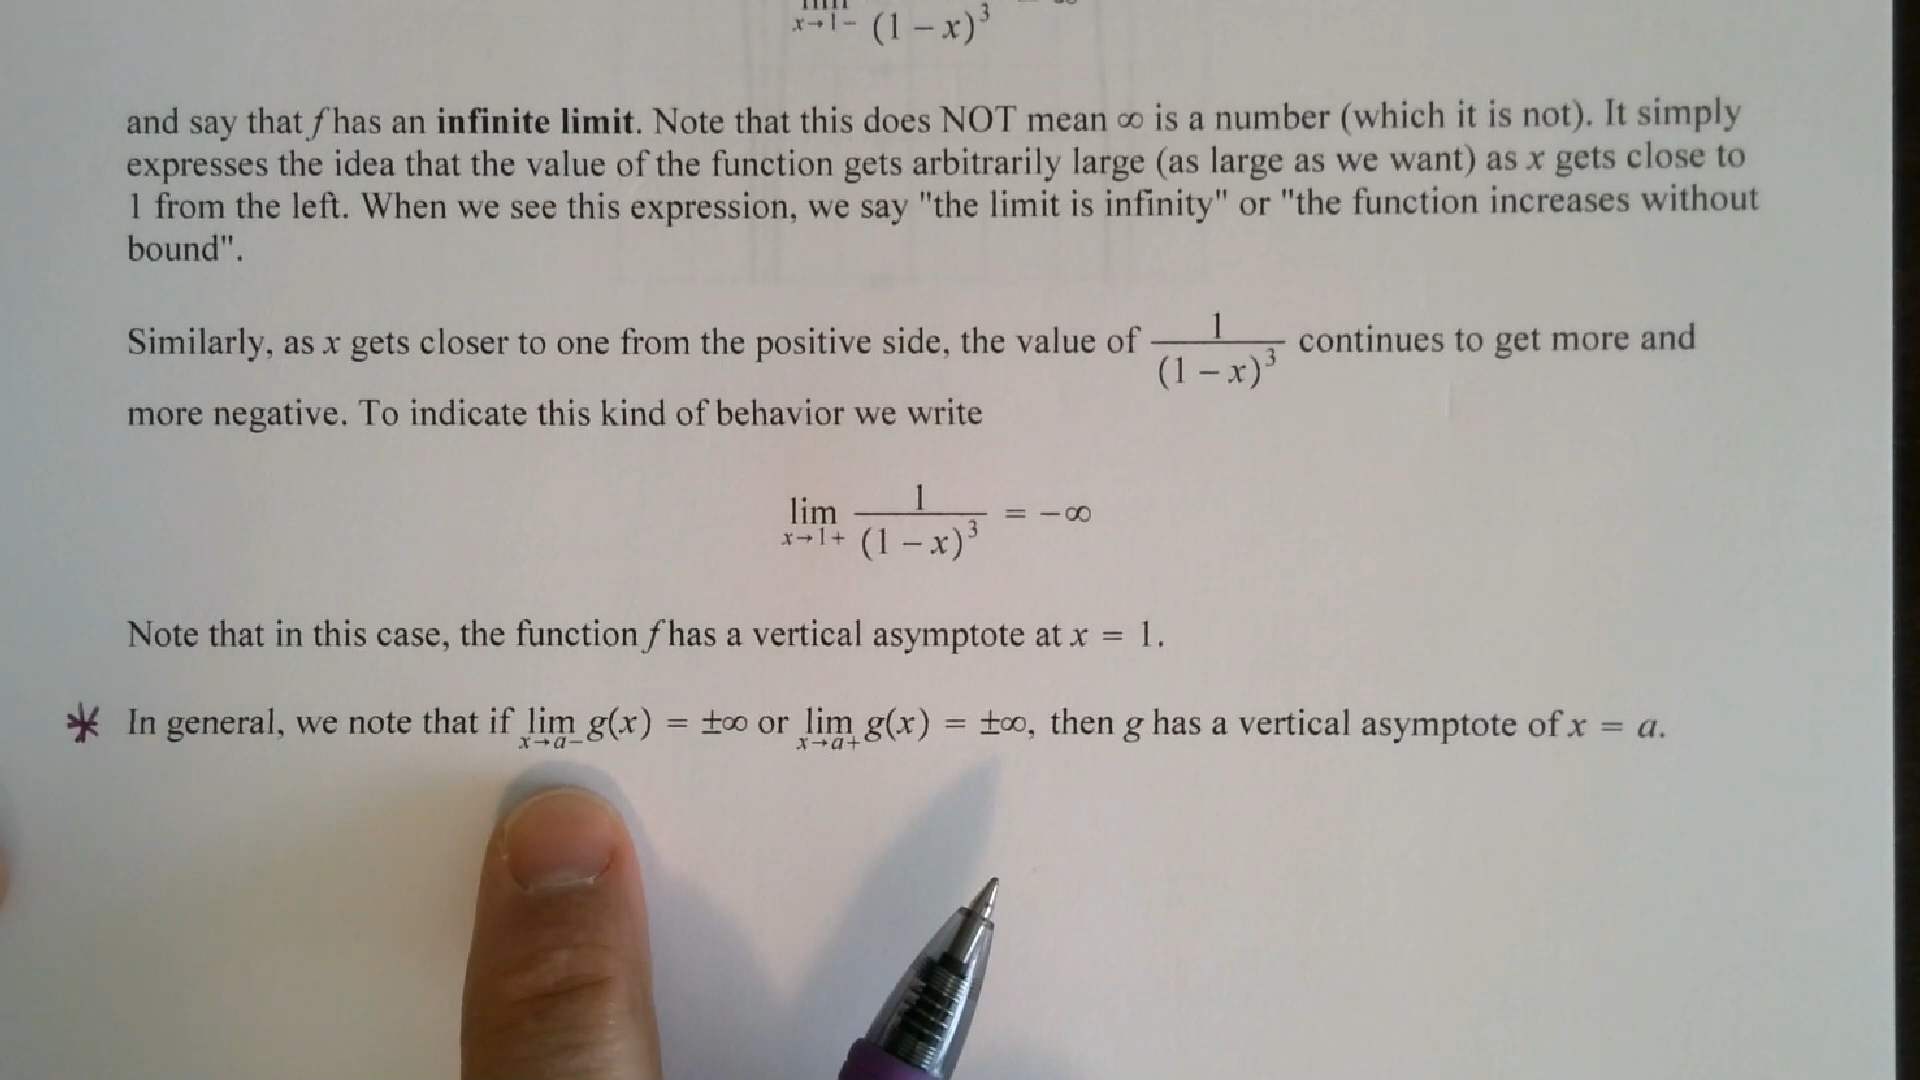 lim x→1− (1 − x)³ = ∞
and say that f has an infinite limit. Note that this does NOT mean ∞ is a number (which it is not). It simply
expresses the idea that the value of the function gets arbitrarily large (as large as we want) as x gets close to
1 from the left. When we see this expression, we say "the limit is infinity" or "the function increases without
bound".
Similarly, as x gets closer to one from the positive side, the value of 1/(1 − x)³ continues to get more and
more negative. To indicate this kind of behavior we write
lim x→1+ 1/(1 − x)³ = −∞
Note that in this case, the function f has a vertical asymptote at x = 1.
* In general, we note that if lim x→a− g(x) = ±∞ or lim x→a+ g(x) = ±∞, then g has a vertical asymptote of x = a.